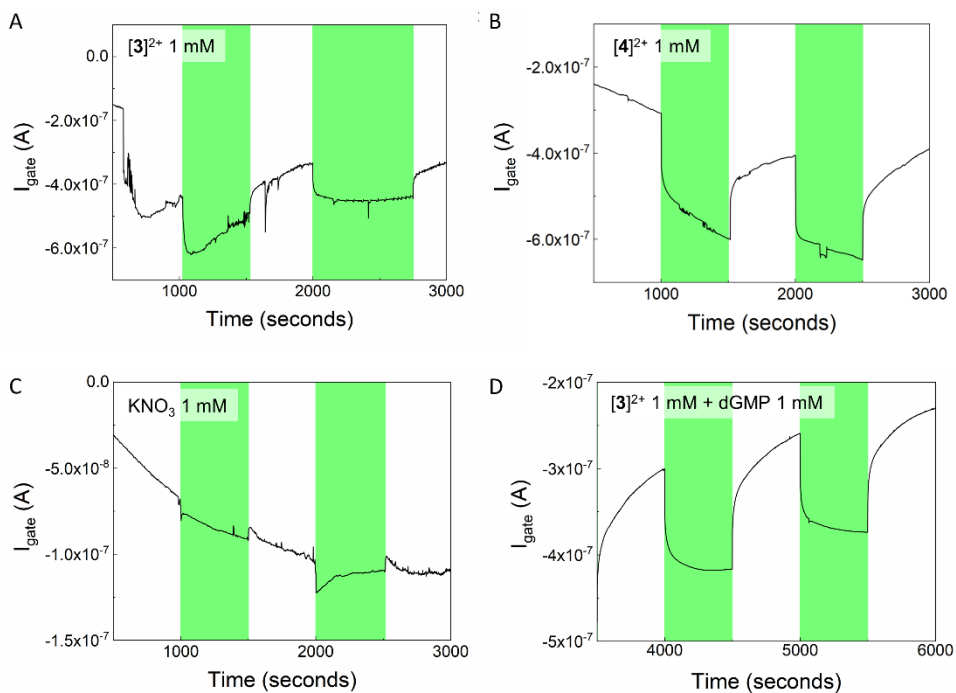 A
[3]²⁺ 1 mM
0.0
-2.0x10⁻⁷
-4.0x10⁻⁷
-6.0x10⁻⁷
I_gate (A)
1000 2000 3000
Time (seconds)
B
[4]²⁺ 1 mM
-2.0x10⁻⁷
-4.0x10⁻⁷
-6.0x10⁻⁷
I_gate (A)
1000 2000 3000
Time (seconds)
C
KNO₃ 1 mM
0.0
-5.0x10⁻⁸
-1.0x10⁻⁷
-1.5x10⁻⁷
I_gate (A)
1000 2000 3000
Time (seconds)
D
[3]²⁺ 1 mM + dGMP 1 mM
-2x10⁻⁷
-3x10⁻⁷
-4x10⁻⁷
-5x10⁻⁷
I_gate (A)
4000 5000 6000
Time (seconds)